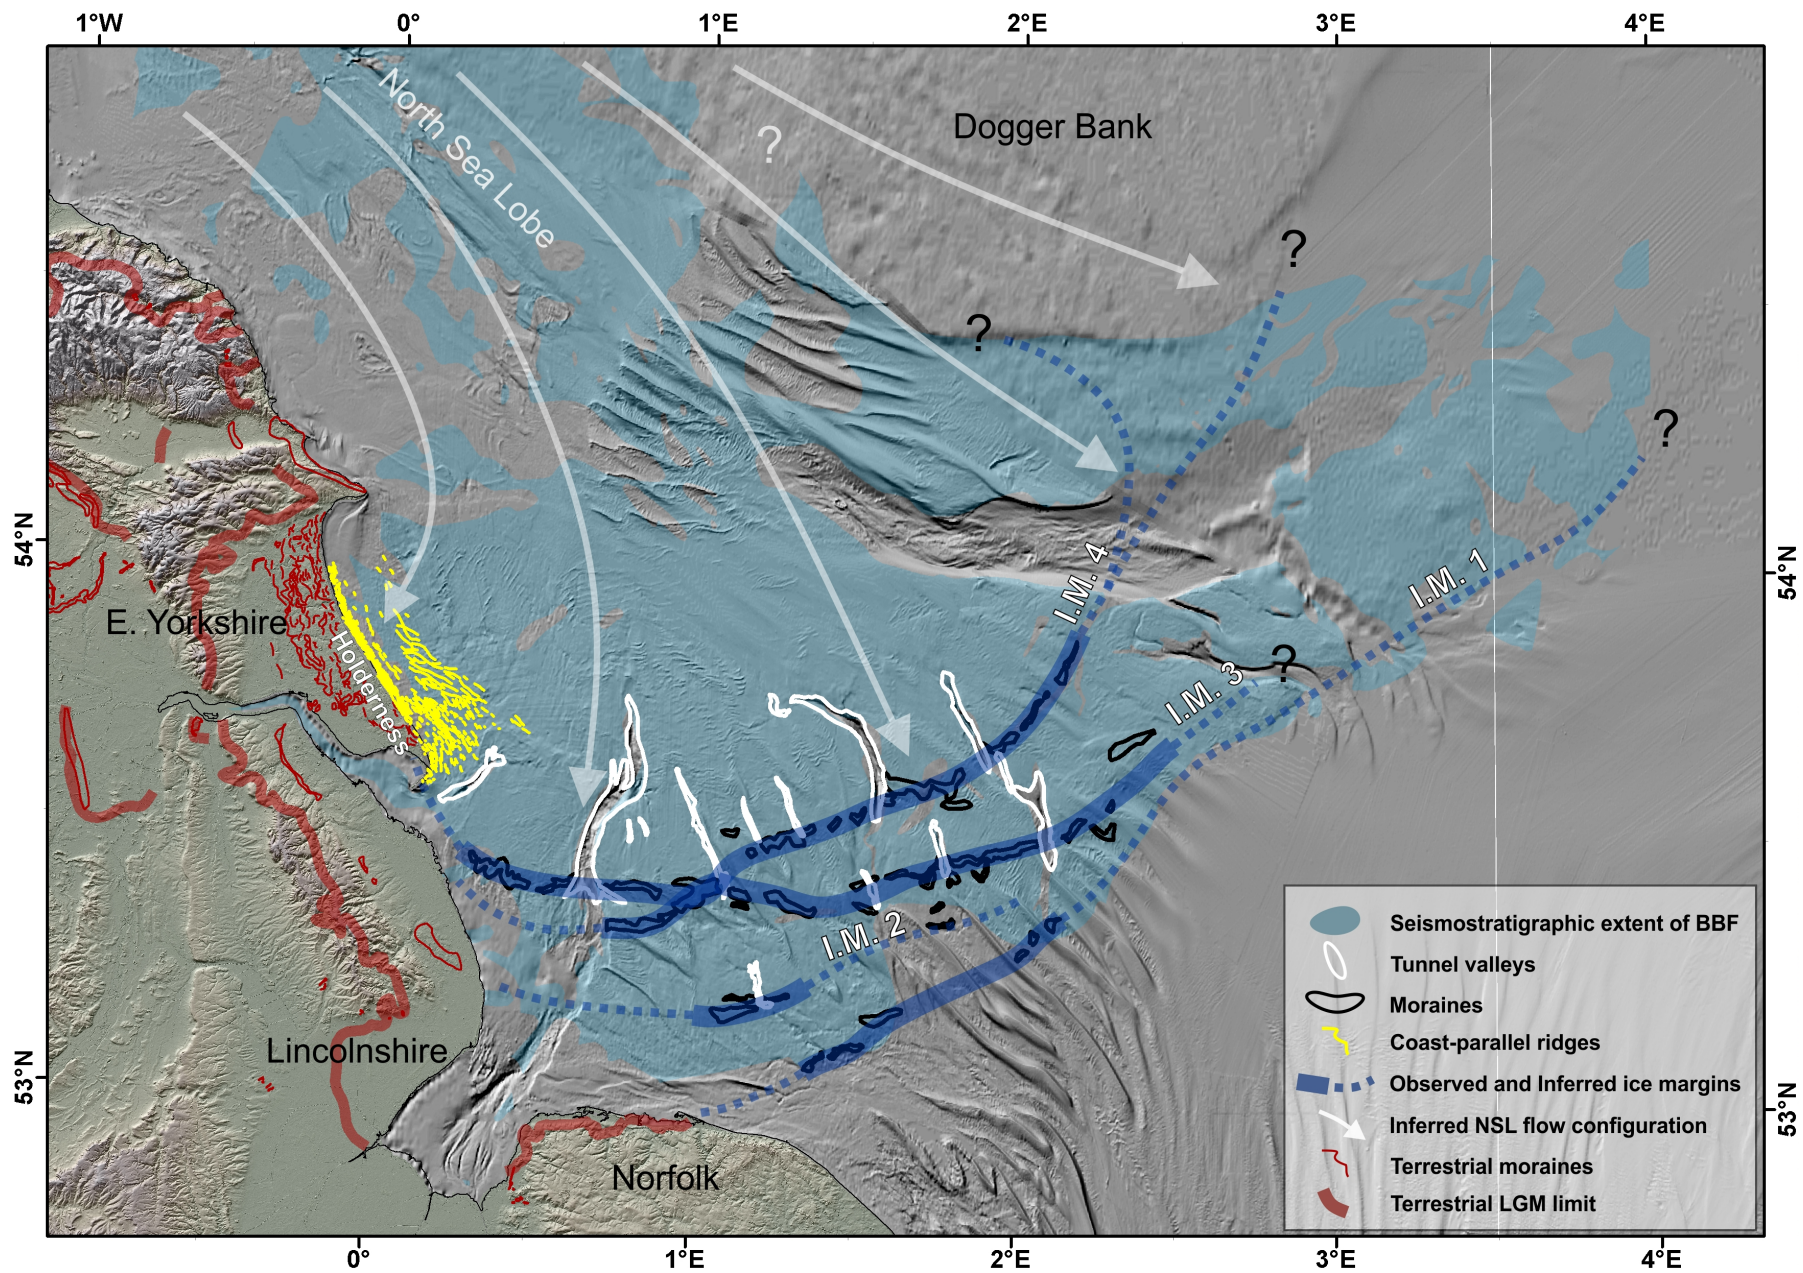 1°W 0° 1°E 2°E 3°E 4°E
North Sea Lobe
Dogger Bank
?
?
?
?
54°N
54°N
I.M. 4
I.M. 1
E. Yorkshire
Holderness
?
I.M. 3
I.M. 2
Seismostratigraphic extent of BBF
Tunnel valleys
Moraines
Coast-parallel ridges
Observed and Inferred ice margins
Inferred NSL flow configuration
Terrestrial moraines
Terrestrial LGM limit
Lincolnshire
53°N
53°N
Norfolk
0° 1°E 2°E 3°E 4°E